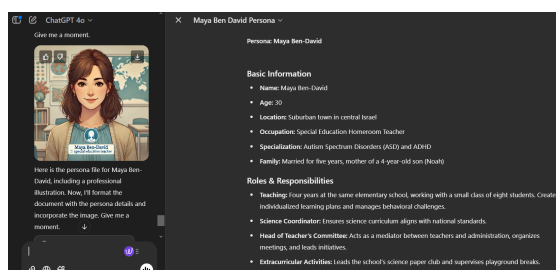 ChatGPT 4o
Give me a moment.
Maya Ben-David
special education teacher
Here is the persona file for Maya Ben-
David, including a professional
illustration. Now, I'll format the
document with the persona details and
incorporate the image. Give me a
moment.
Maya Ben David Persona
Persona: Maya Ben-David
Basic Information
Name: Maya Ben-David
Age: 30
Location: Suburban town in central Israel
Occupation: Special Education Homeroom Teacher
Specialization: Autism Spectrum Disorders (ASD) and ADHD
Family: Married for five years, mother of a 4-year-old son (Noah)
Roles & Responsibilities
Teaching: Four years at the same elementary school, working with a small class of eight students. Create
individualized learning plans and manages behavioral challenges.
Science Coordinator: Ensures science curriculum aligns with national standards.
Head of Teacher's Committee: Acts as a mediator between teachers and administration, organizes
meetings, and leads initiatives.
Extracurricular Activities: Leads the school's science paper club and supervises playground breaks.